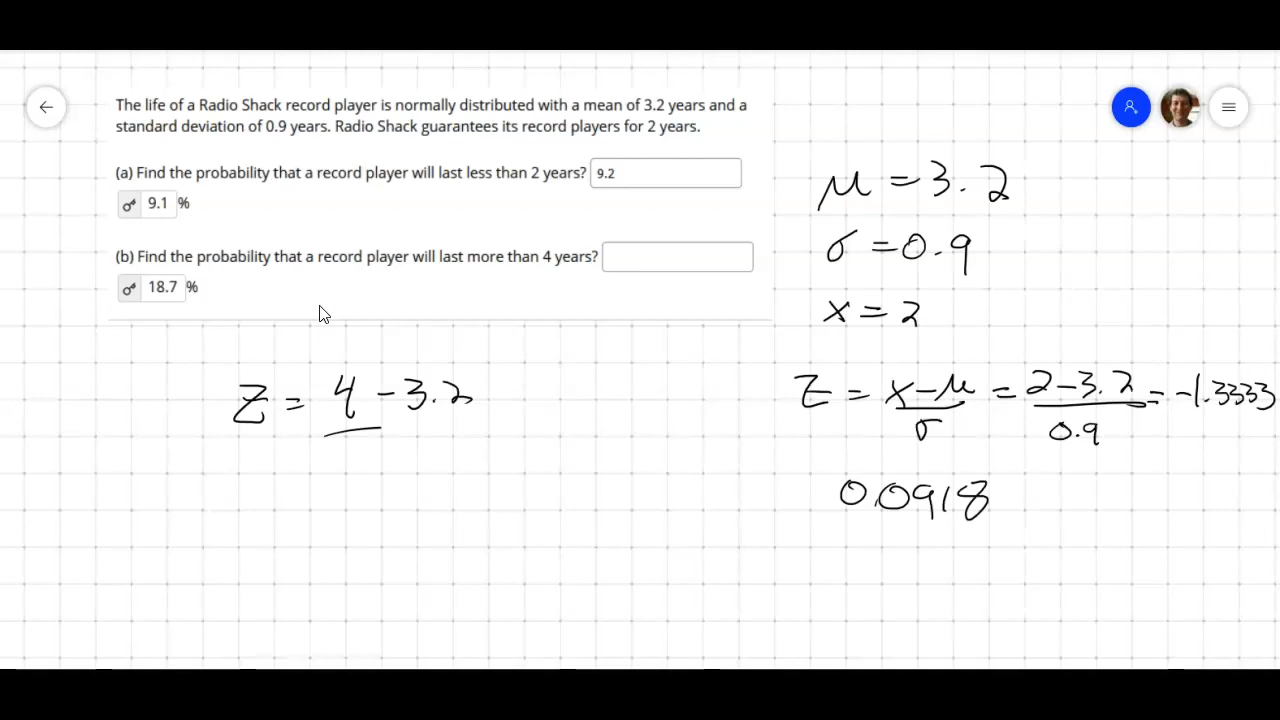 The life of a Radio Shack record player is normally distributed with a mean of 3.2 years and a
standard deviation of 0.9 years. Radio Shack guarantees its record players for 2 years.
(a) Find the probability that a record player will last less than 2 years? 9.2
9.1 %
(b) Find the probability that a record player will last more than 4 years?
18.7 %
μ = 3.2
σ = 0.9
x = 2
z = 4 - 3.2
z = x - μ / σ = 2 - 3.2 / 0.9 = -1.3333
0.0918